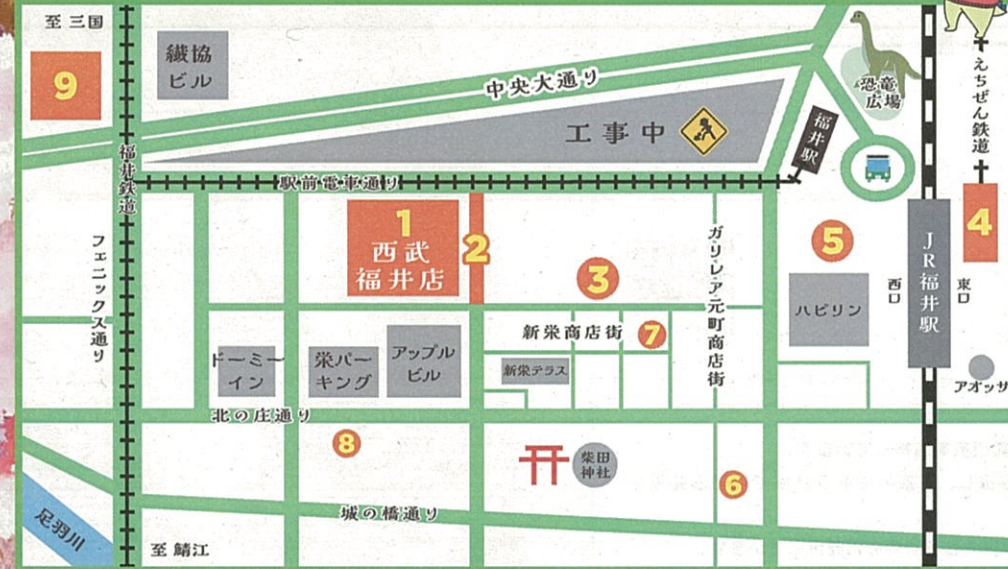 至 三国
9
繊協
ビル
中央大通り
工事中
恐竜
広場
えちぜん鉄道
福井駅
福井鉄道
駅前電車通り
フェニックス通り
1
西武
福井店
2
3
ガレリア元町商店街
5
ハピリン
西口
JR福井駅
東口
4
アオッサ
新栄商店街
7
新栄テラス
ドーミー
イン
栄パー
キング
アップル
ビル
北の庄通り
8
柴田
神社
6
城の橋通り
足羽川
至 鯖江